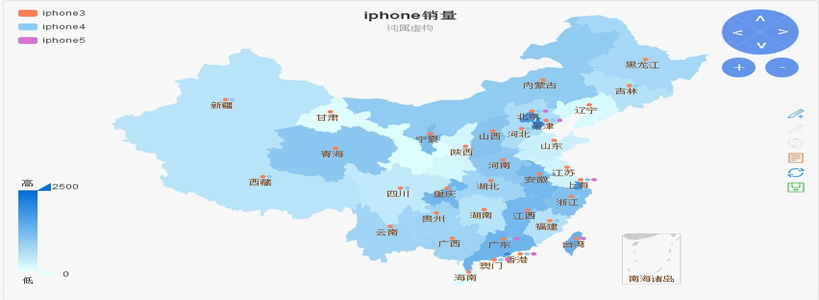 iphone3
iphone4
iphone5
iphone销量
纯属虚构
黑龙江
内蒙古
吉林
新疆
辽宁
甘肃
北京
天津
宁夏
山西
河北
山东
陕西
青海
河南
江苏
西藏
安徽
上海
四川
重庆
湖北
浙江
贵州
湖南
江西
云南
福建
广西
广东
台湾
澳门
香港
海南
南海诸岛
高
2500
0
低